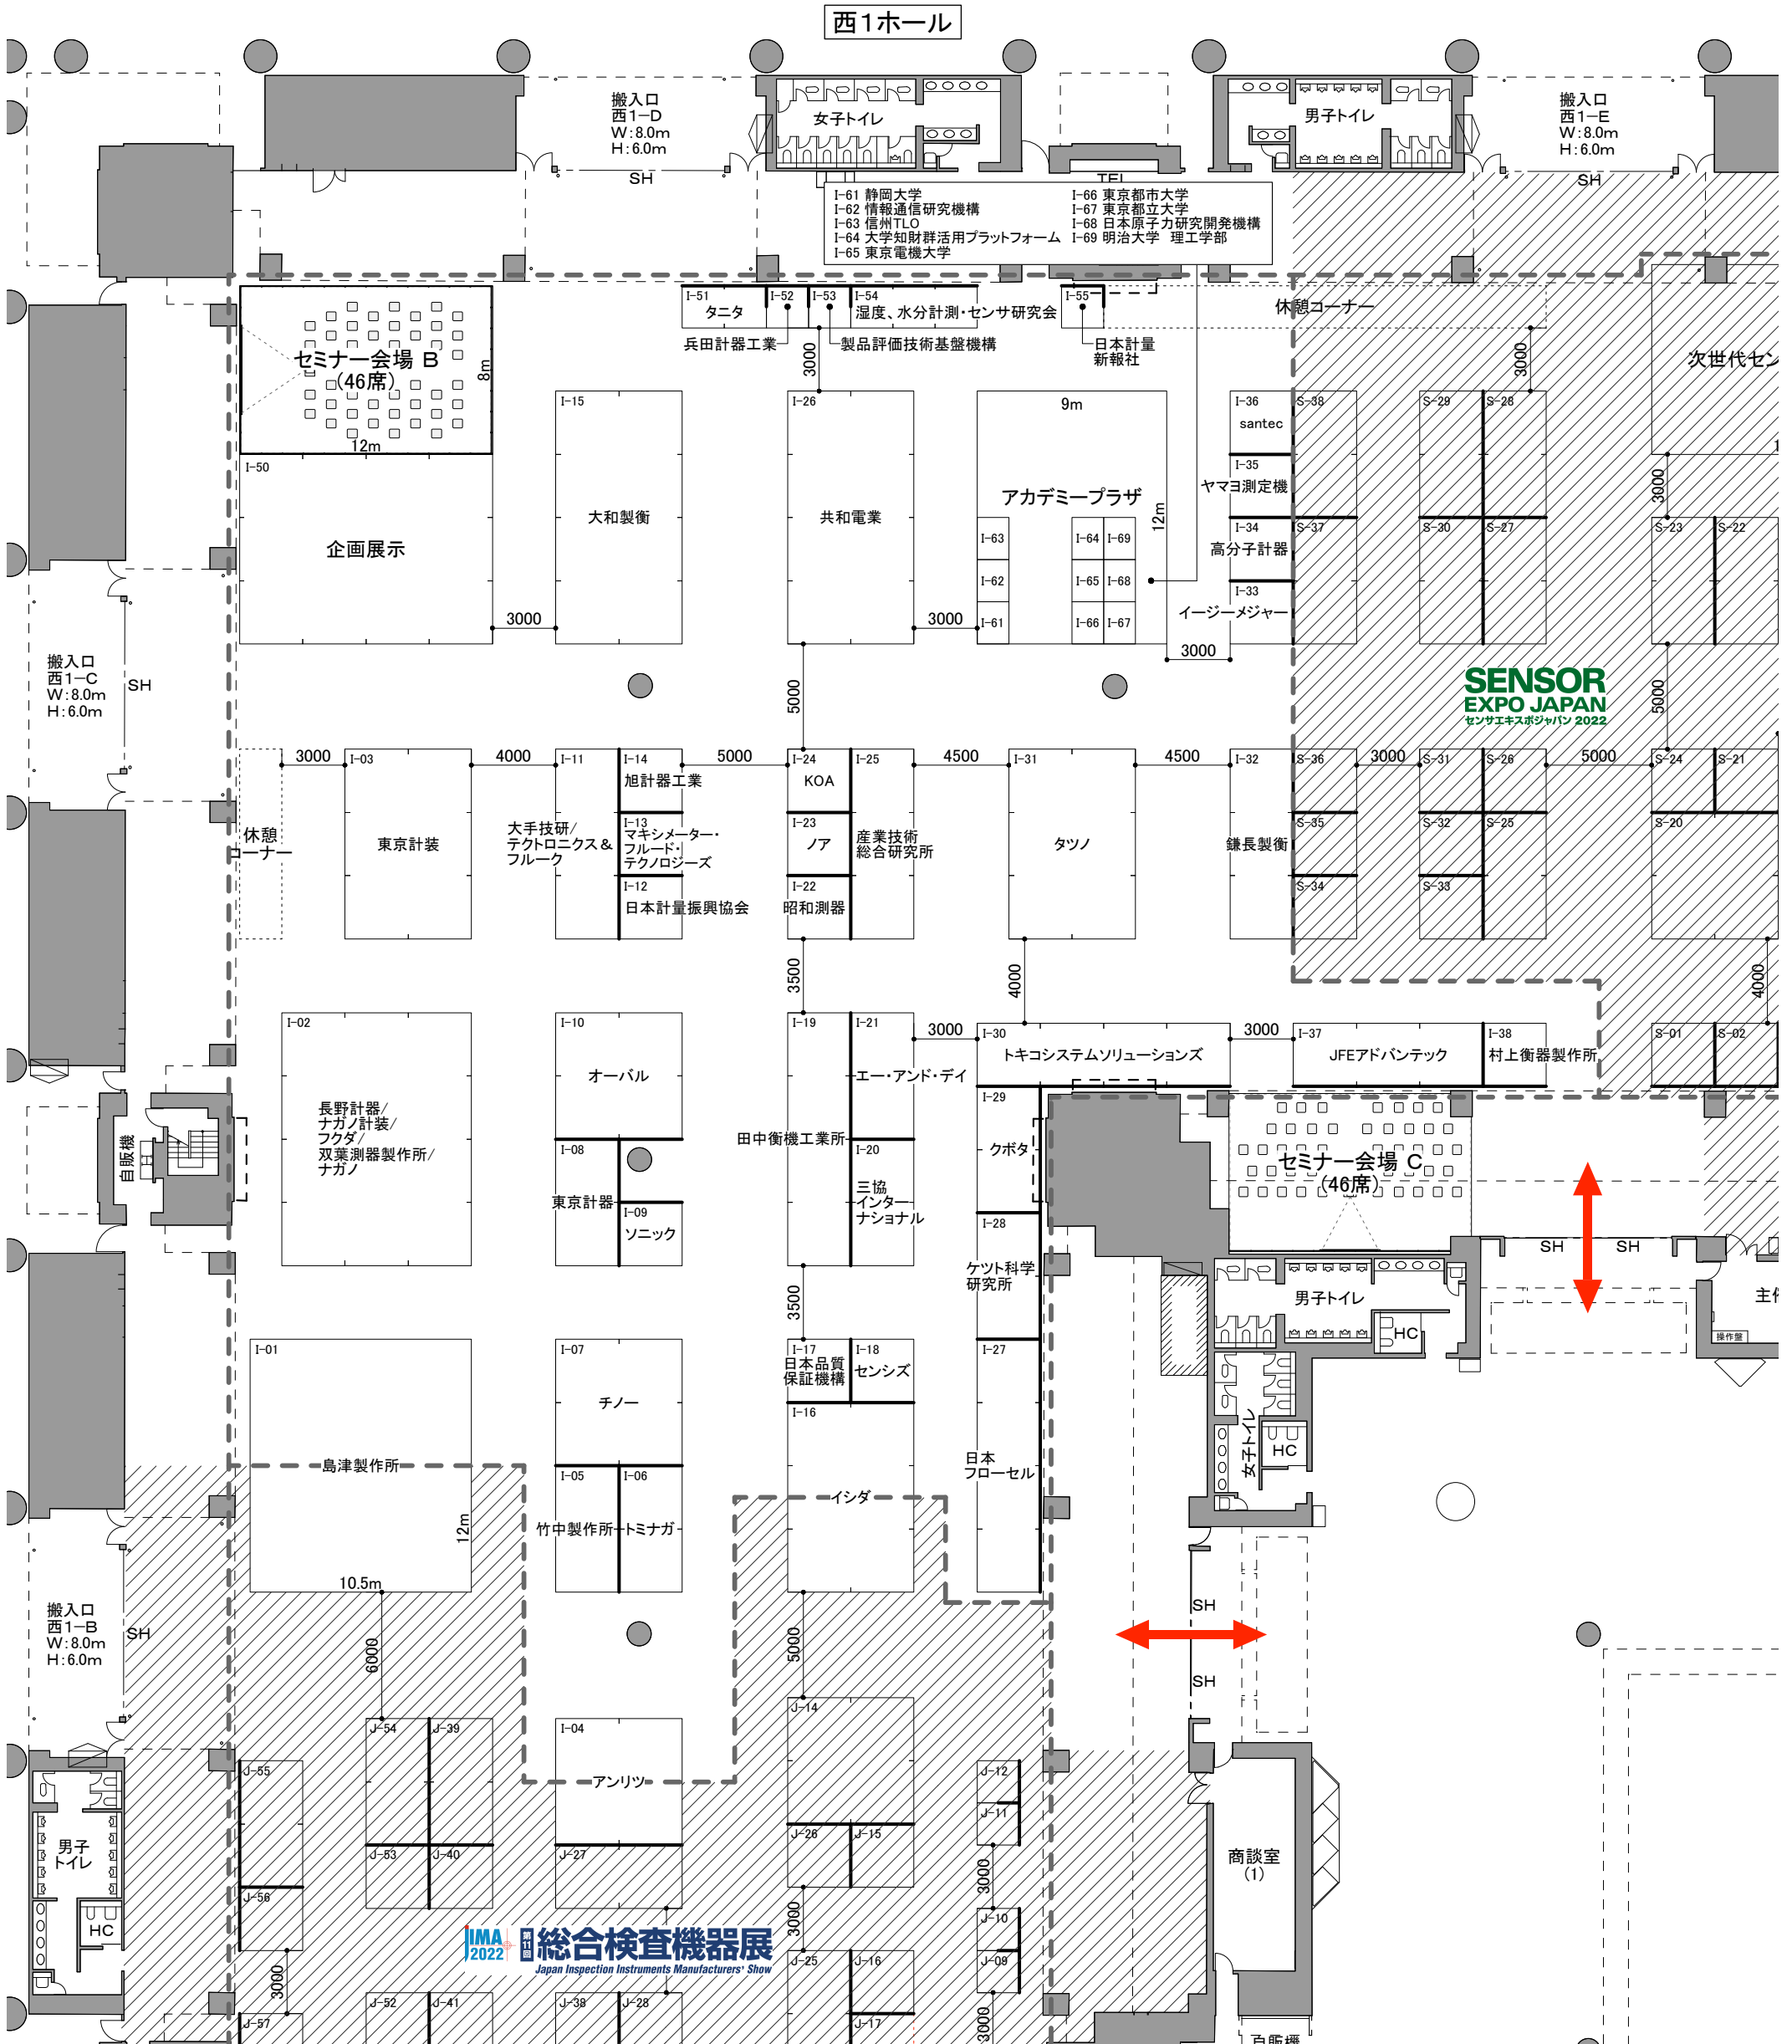 西1ホール
搬入口
西1-D
W:8.0m
H:6.0m
女子トイレ
男子トイレ
搬入口
西1-E
W:8.0m
H:6.0m
SH
TEL
SH
I-61 静岡大学
I-62 情報通信研究機構
I-63 信州TLO
I-64 大学知財群活用プラットフォーム
I-65 東京電機大学
I-66 東京都市大学
I-67 東京都立大学
I-68 日本原子力研究開発機構
I-69 明治大学 理工学部
I-51
タニタ
I-52
I-53
I-54
湿度、水分計測・センサ研究会
I-55
休憩コーナー
兵田計器工業
3000
製品評価技術基盤機構
日本計量
新報社
3000
セミナー会場 B
(46席)
8m
12m
次世代セン
I-50
企画展示
3000
I-15
大和製衡
I-26
共和電業
3000
9m
アカデミープラザ
12m
I-63
I-62
I-61
I-64
I-69
I-65
I-68
I-66
I-67
3000
I-36
santec
I-35
ヤマヨ測定機
I-34
高分子計器
I-33
イージーメジャー
S-38
S-37
S-29
S-28
S-30
S-27
3000
S-23
S-22
搬入口
西1-C
W:8.0m
H:6.0m
SH
5000
SENSOR
EXPO JAPAN
センサエキスポジャパン 2022
5000
休憩
コーナー
3000
I-03
東京計装
4000
I-11
大手技研/
テクトロニクス&
フルーク
I-14
旭計器工業
I-13
マキシメーター・
フルード・
テクノロジーズ
I-12
日本計量振興協会
5000
I-24
KOA
I-23
ノア
I-22
昭和測器
I-25
産業技術
総合研究所
4500
I-31
タツノ
4500
I-32
鎌長製衡
S-36
S-35
S-34
3000
S-31
S-32
S-33
S-26
S-25
5000
S-24
S-21
S-20
3500
4000
4000
I-02
長野計器/
ナガノ計装/
フクダ/
双葉測器製作所/
ナガノ
I-10
オーバル
I-08
東京計器
I-09
ソニック
I-19
田中衡機工業所
I-21
エー・アンド・デイ
I-20
三協
インター
ナショナル
3000
I-30
トキコシステムソリューションズ
3000
I-37
JFEアドバンテック
I-38
村上衡器製作所
S-01
S-02
I-29
クボタ
I-28
ケツト科学
研究所
I-27
日本
フローセル
セミナー会場 C
(46席)
SH
SH
男子トイレ
HC
女子トイレ
HC
操作盤
自販機
3500
I-01
島津製作所
12m
10.5m
I-07
チノー
I-05
竹中製作所
I-06
トミナガ
I-17
日本品質
保証機構
I-18
センシズ
I-16
イシダ
搬入口
西1-B
W:8.0m
H:6.0m
SH
6000
5000
SH
SH
J-54
J-39
I-04
アンリツ
J-14
J-55
J-53
J-40
J-27
J-26
J-15
J-12
J-11
J-56
3000
3000
J-10
J-09
男子
トイレ
HC
商談室
(1)
JIMA
2022
第11回
総合検査機器展
Japan Inspection Instruments Manufacturers' Show
3000
J-25
J-16
J-17
J-57
J-52
J-41
J-38
J-28
3000